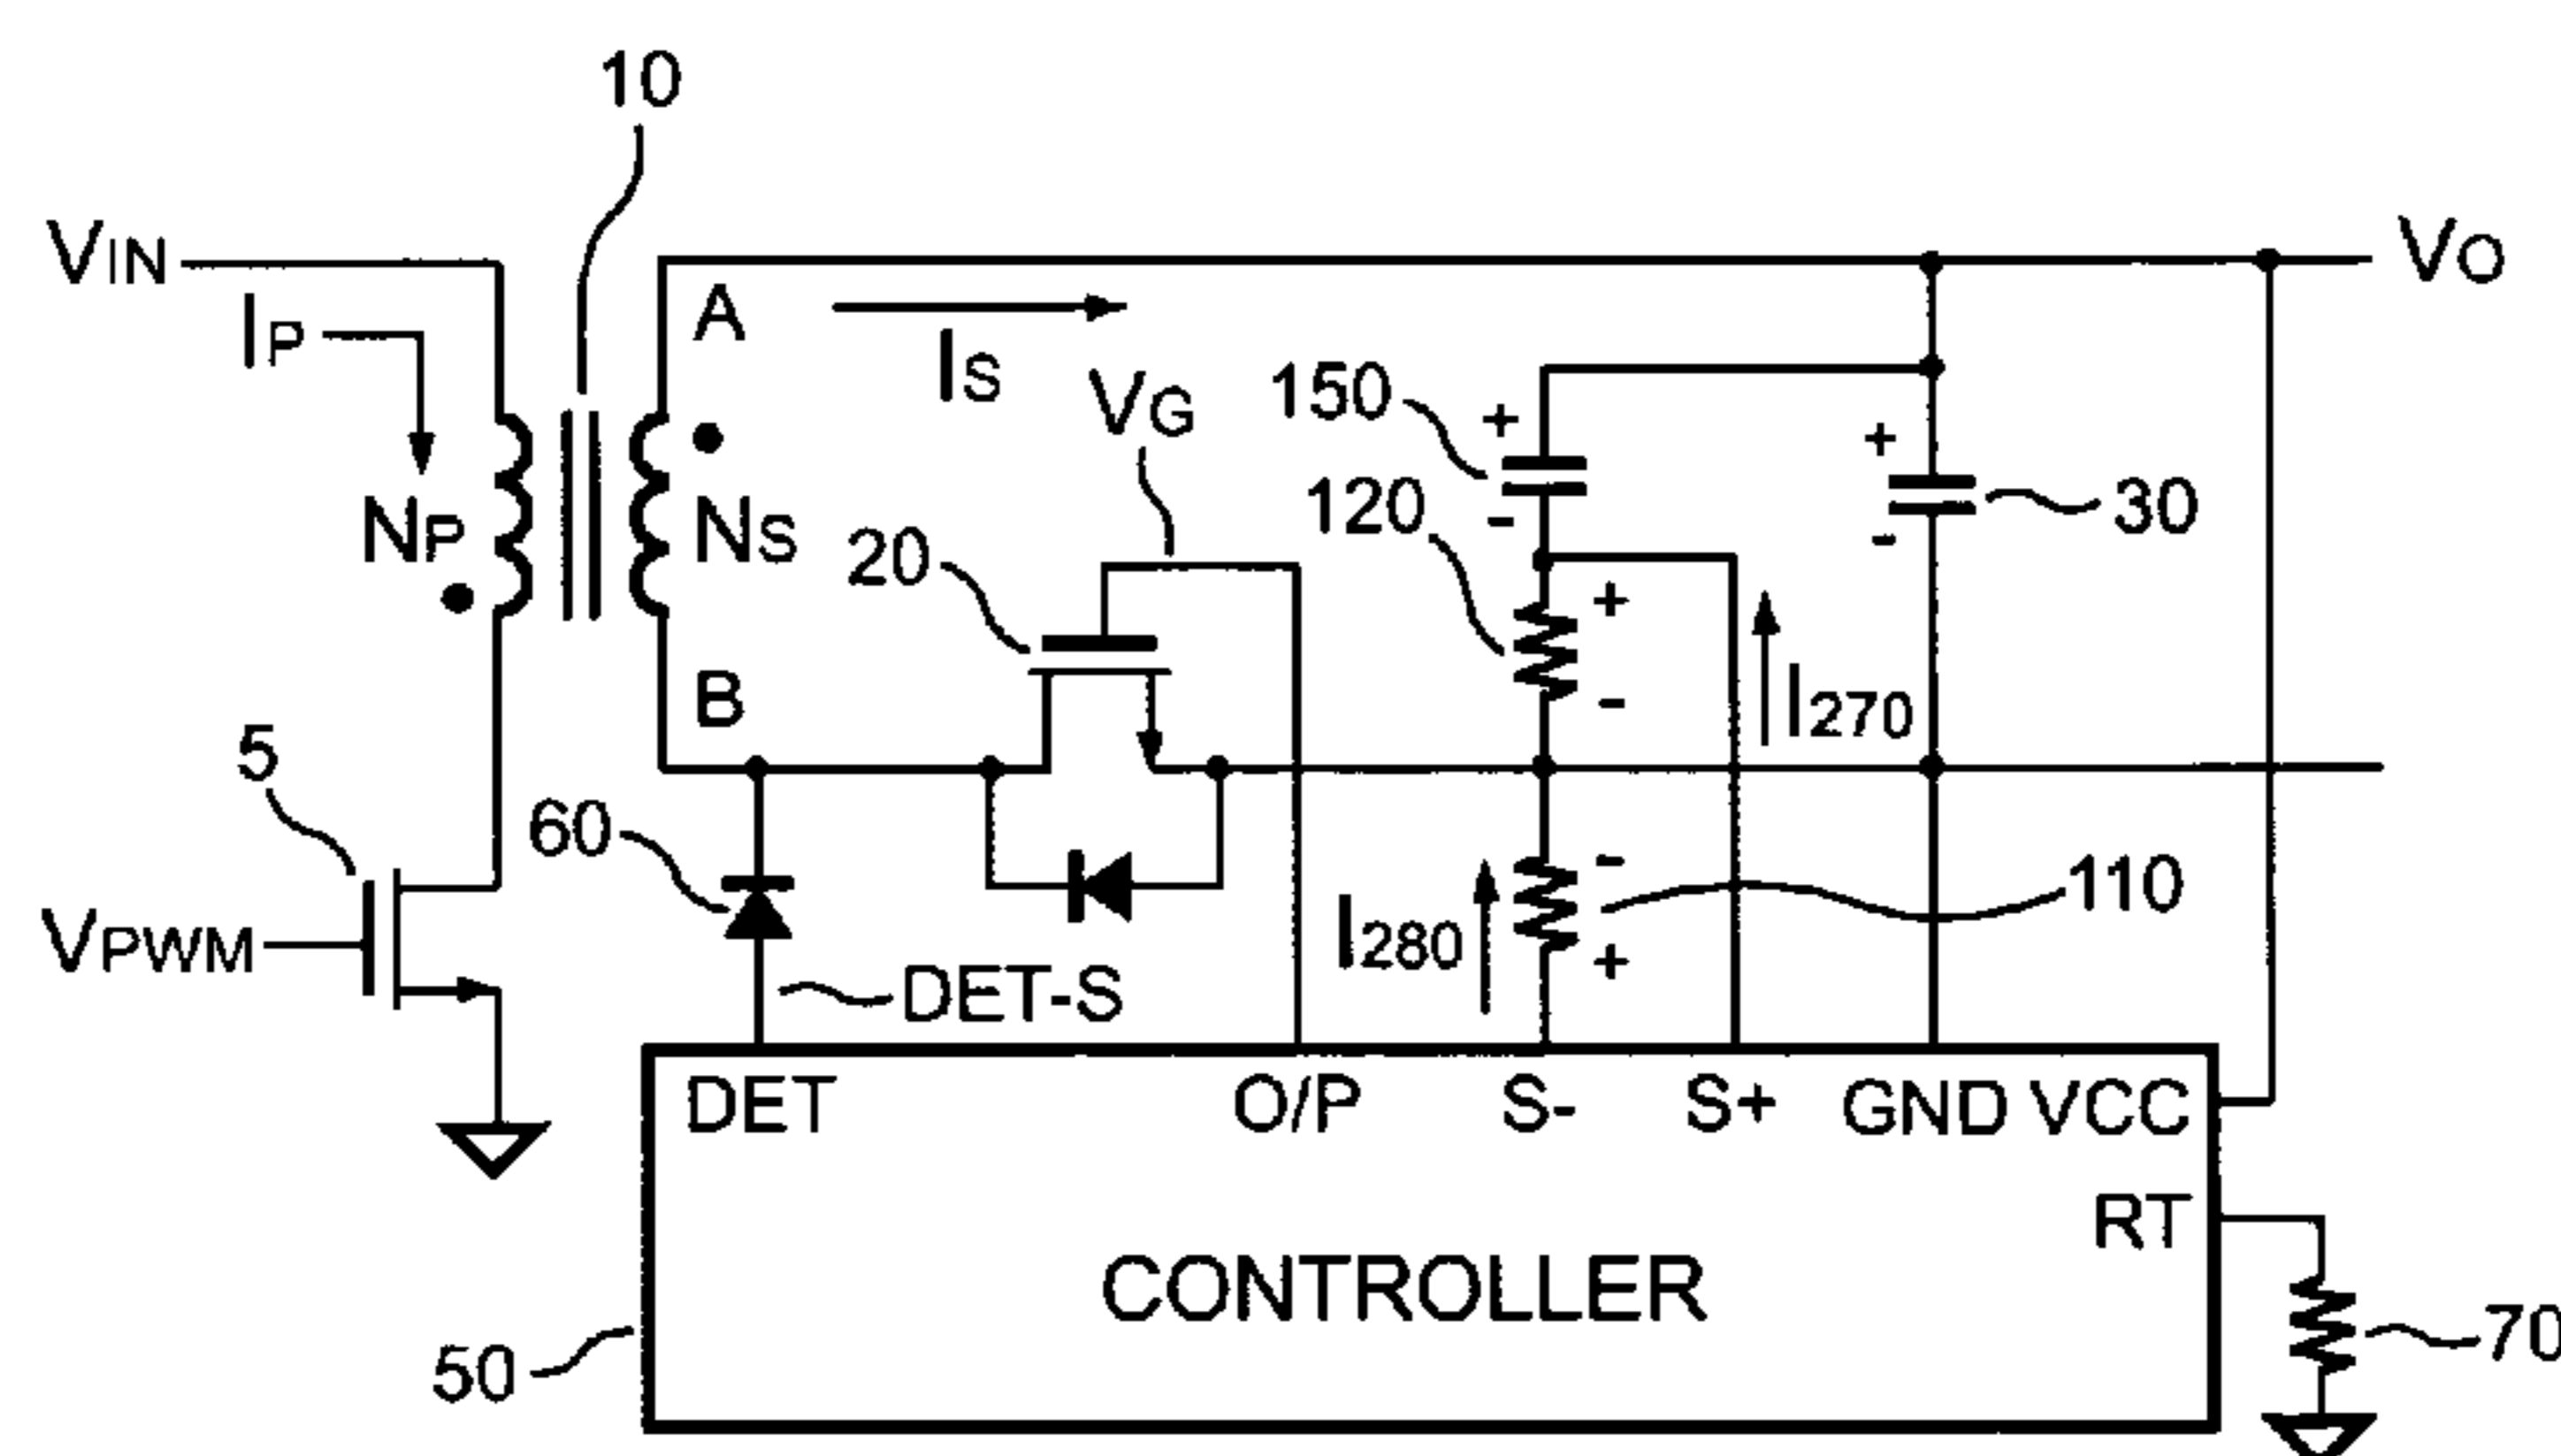 10
VIN
IP
A
IS
VG
150
+
-
+
-
30
VO
NP
NS
20
120
+
-
I270
B
5
60
I280
-
+
110
VPWM
DET-S
DET
O/P
S-
S+
GND
VCC
RT
CONTROLLER
50
70